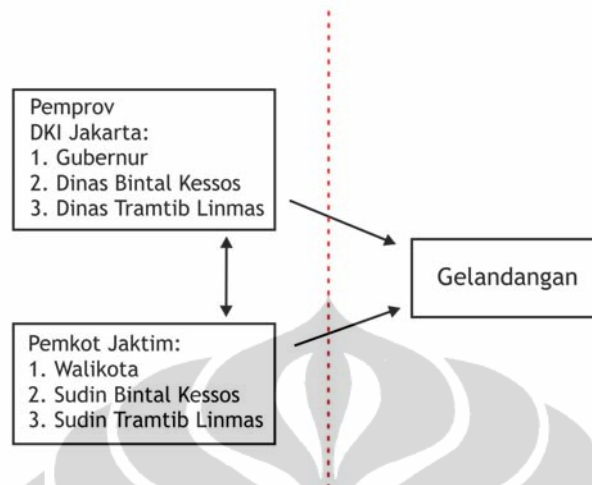 Pemprov
DKI Jakarta:
1. Gubernur
2. Dinas Bintal Kessos
3. Dinas Tramtib Linmas
Gelandangan
Pemkot Jaktim:
1. Walikota
2. Sudin Bintal Kessos
3. Sudin Tramtib Linmas